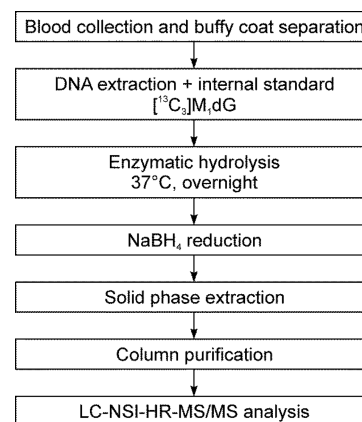 Blood collection and buffy coat separation
DNA extraction + internal standard
[¹³C₃]M₁dG
Enzymatic hydrolysis
37°C, overnight
NaBH₄ reduction
Solid phase extraction
Column purification
LC-NSI-HR-MS/MS analysis